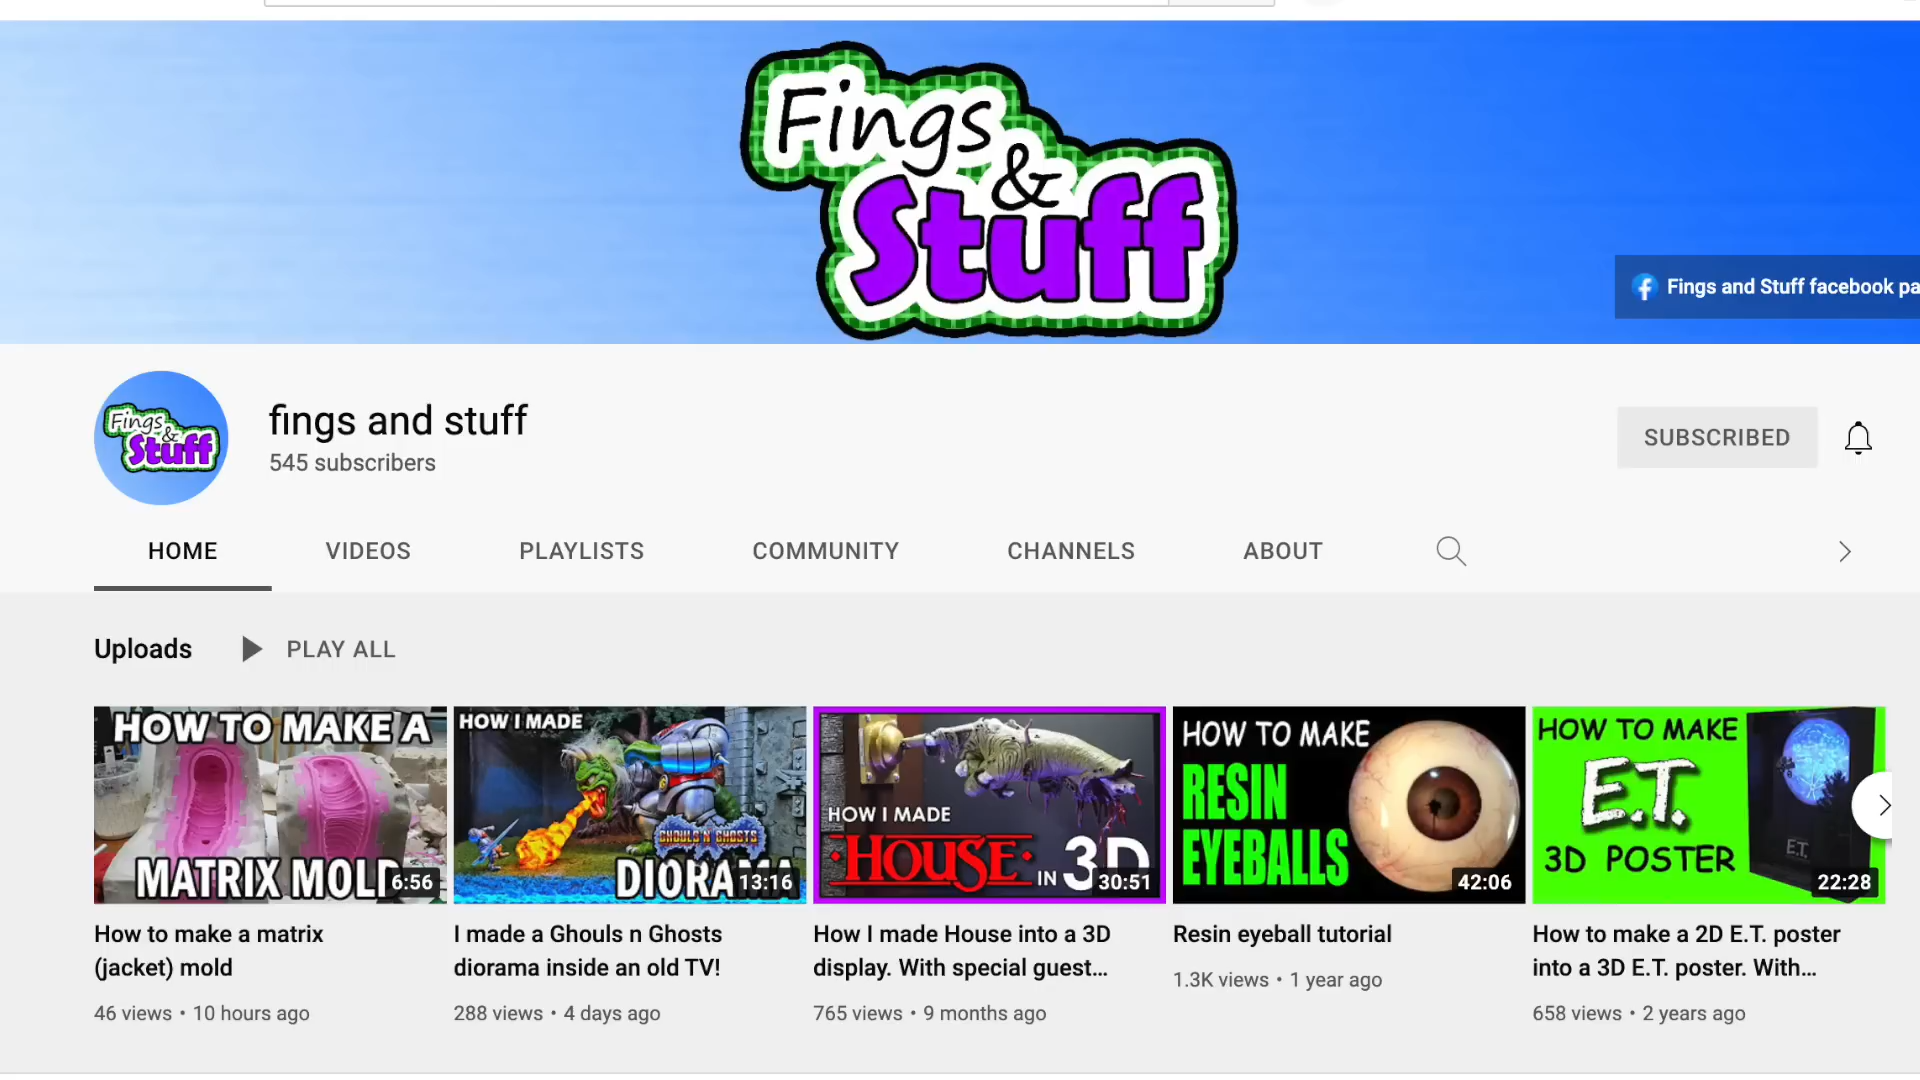 Fings
&
Stuff
Fings and Stuff facebook pa
Fings
&
Stuff
fings and stuff
545 subscribers
SUBSCRIBED
HOME VIDEOS PLAYLISTS COMMUNITY CHANNELS ABOUT
Uploads PLAY ALL
HOW TO MAKE A
MATRIX MOLD
6:56
How to make a matrix
(jacket) mold
46 views • 10 hours ago
HOW I MADE
GHOULS N' GHOSTS
DIORAMA
13:16
I made a Ghouls n Ghosts
diorama inside an old TV!
288 views • 4 days ago
HOW I MADE
HOUSE IN 3D
30:51
How I made House into a 3D
display. With special guest...
765 views • 9 months ago
HOW TO MAKE
RESIN
EYEBALLS
42:06
Resin eyeball tutorial
1.3K views • 1 year ago
HOW TO MAKE
E.T.
3D POSTER
E.T.
22:28
How to make a 2D E.T. poster
into a 3D E.T. poster. With...
658 views • 2 years ago